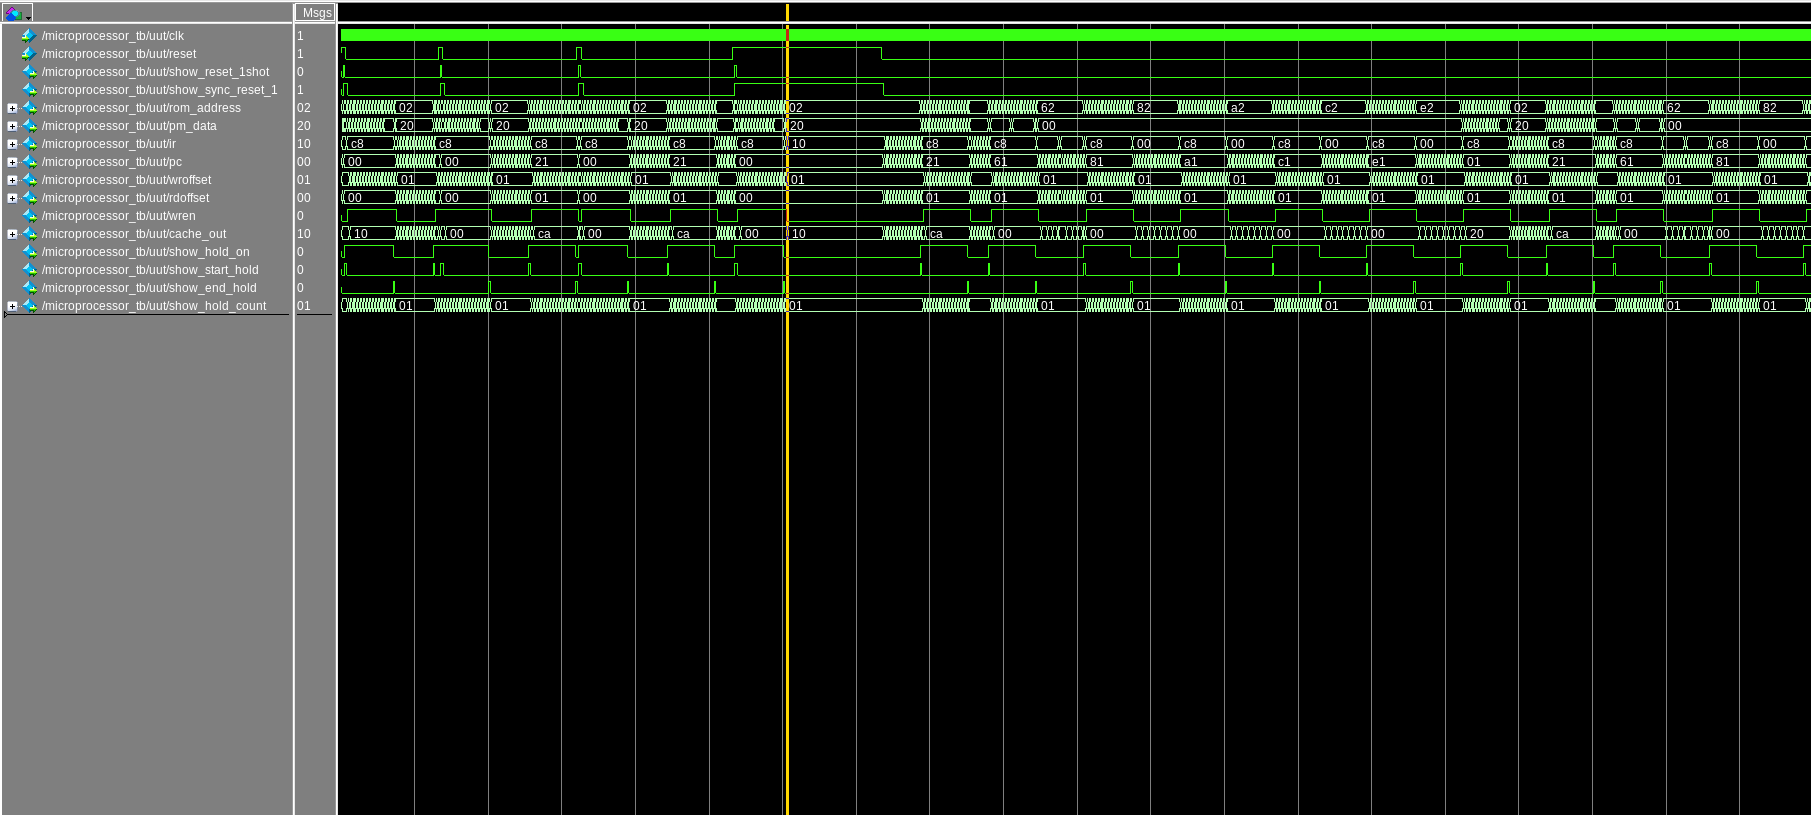 Msgs
/microprocessor_tb/uut/clk 1
/microprocessor_tb/uut/reset 1
/microprocessor_tb/uut/show_reset_1shot 0
/microprocessor_tb/uut/show_sync_reset_1 1
/microprocessor_tb/uut/rom_address 02 02 02 02 02 62 82 a2 c2 e2 02 62 82
/microprocessor_tb/uut/pm_data 20 20 20 20 20 00 20 00
/microprocessor_tb/uut/ir 10 c8 c8 c8 c8 c8 c8 10 c8 c8 c8 00 c8 00 c8 00 c8 00 c8 c8 c8 c8 00
/microprocessor_tb/uut/pc 00 00 00 21 00 21 00 21 61 81 a1 c1 e1 01 21 61 81
/microprocessor_tb/uut/wroffset 01 01 01 01 01 01 01 01 01 01 01 01 01
/microprocessor_tb/uut/rdoffset 00 00 00 01 00 01 00 01 01 01 01 01 01 01 01 01 01
/microprocessor_tb/uut/wren 0
/microprocessor_tb/uut/cache_out 10 10 00 ca 00 ca 00 10 ca 00 00 00 00 00 20 ca 00 00
/microprocessor_tb/uut/show_hold_on 0
/microprocessor_tb/uut/show_start_hold 0
/microprocessor_tb/uut/show_end_hold 0
/microprocessor_tb/uut/show_hold_count 01 01 01 01 01 01 01 01 01 01 01 01 01